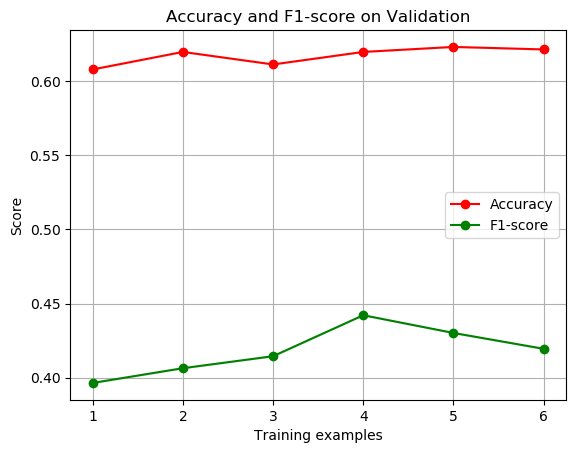 Accuracy and F1-score on Validation
0.60
0.55
0.50
0.45
0.40
Score
Accuracy
F1-score
1 2 3 4 5 6
Training examples